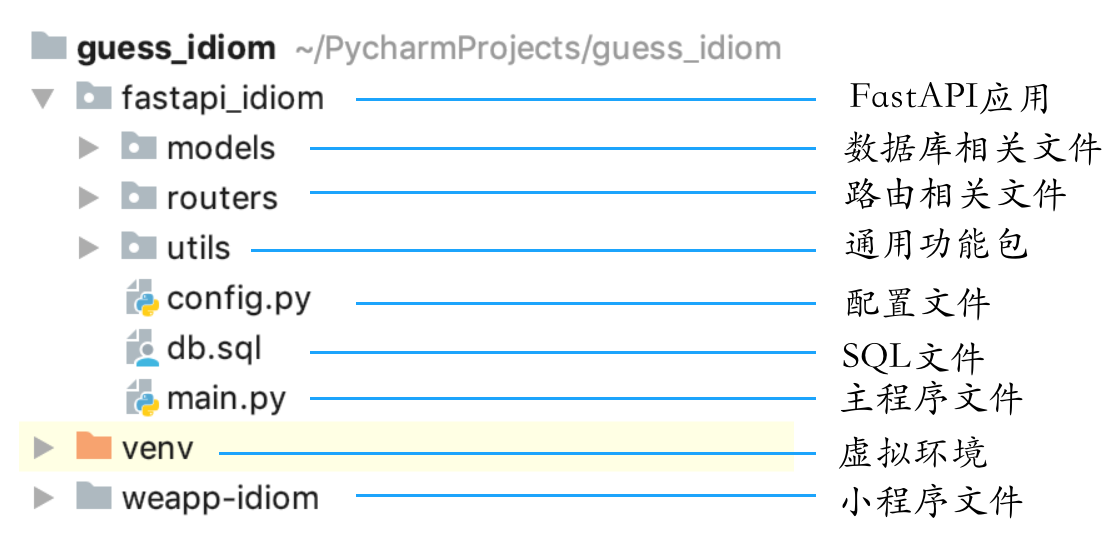 guess_idiom ~/PycharmProjects/guess_idiom
fastapi_idiom FastAPI应用
models 数据库相关文件
routers 路由相关文件
utils 通用功能包
config.py 配置文件
db.sql SQL文件
main.py 主程序文件
venv 虚拟环境
weapp-idiom 小程序文件